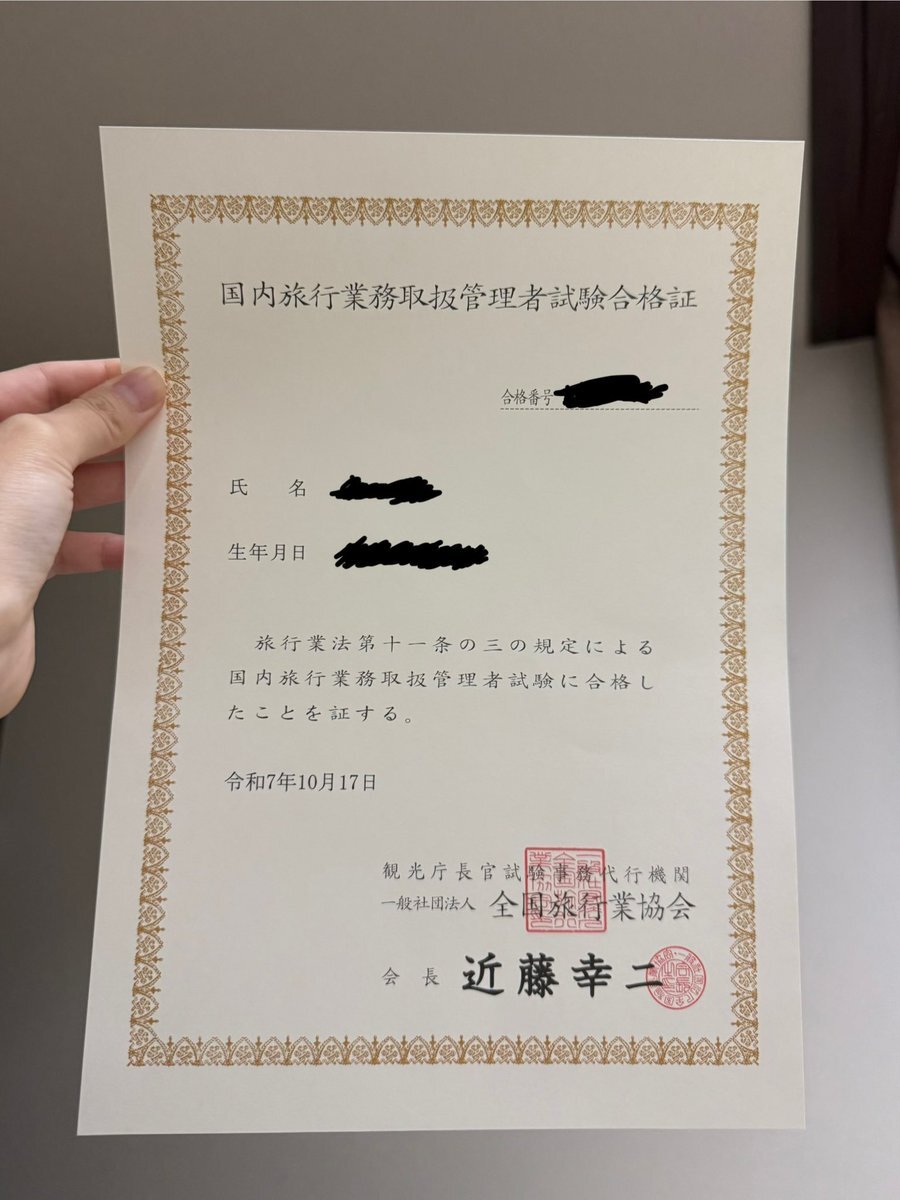 国内旅行業務取扱管理者試験合格証
合格番号
氏名
生年月日
旅行業法第十一条の三の規定による
国内旅行業務取扱管理者試験に合格し
たことを証する。
令和7年10月17日
観光庁長官試験事務代行機関
一般社団法人 全国旅行業協会
会長 近藤幸二